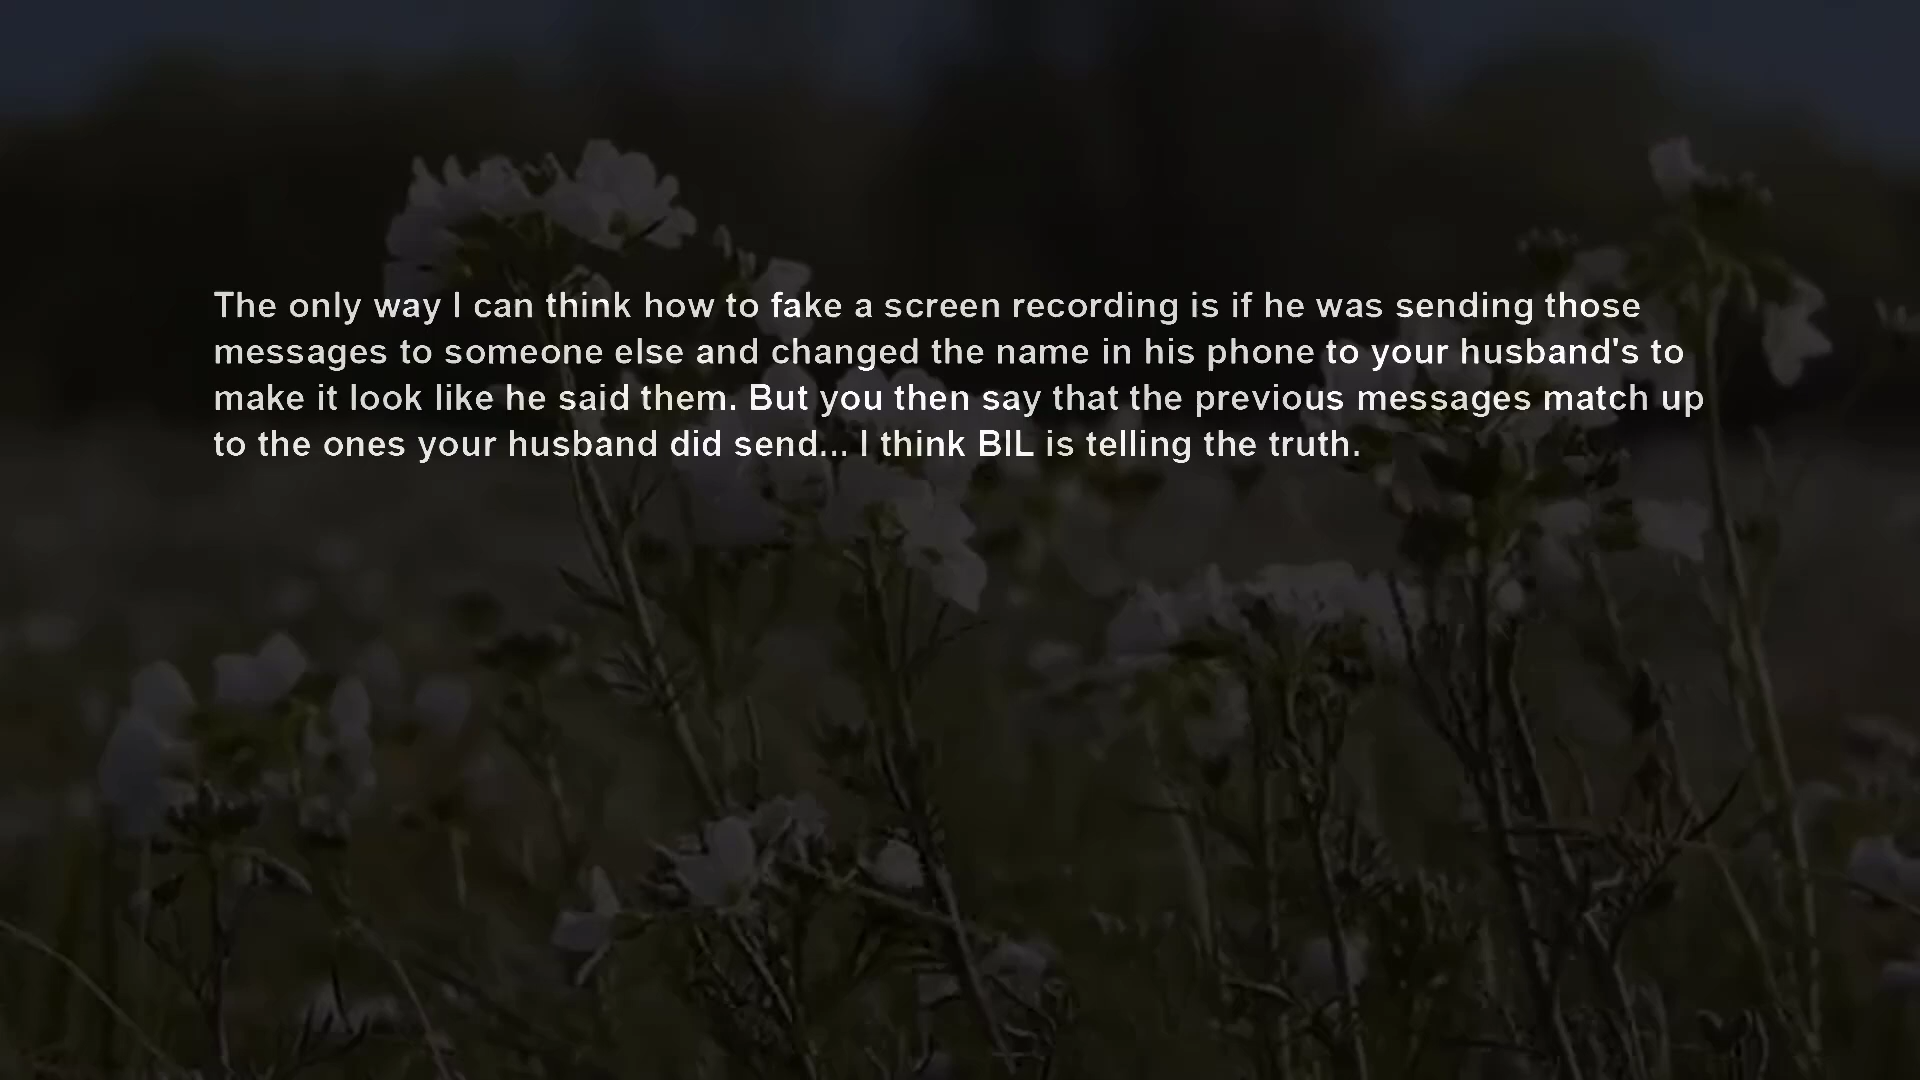 The only way I can think how to fake a screen recording is if he was sending those
messages to someone else and changed the name in his phone to your husband's to
make it look like he said them. But you then say that the previous messages match up
to the ones your husband did send... I think BIL is telling the truth.